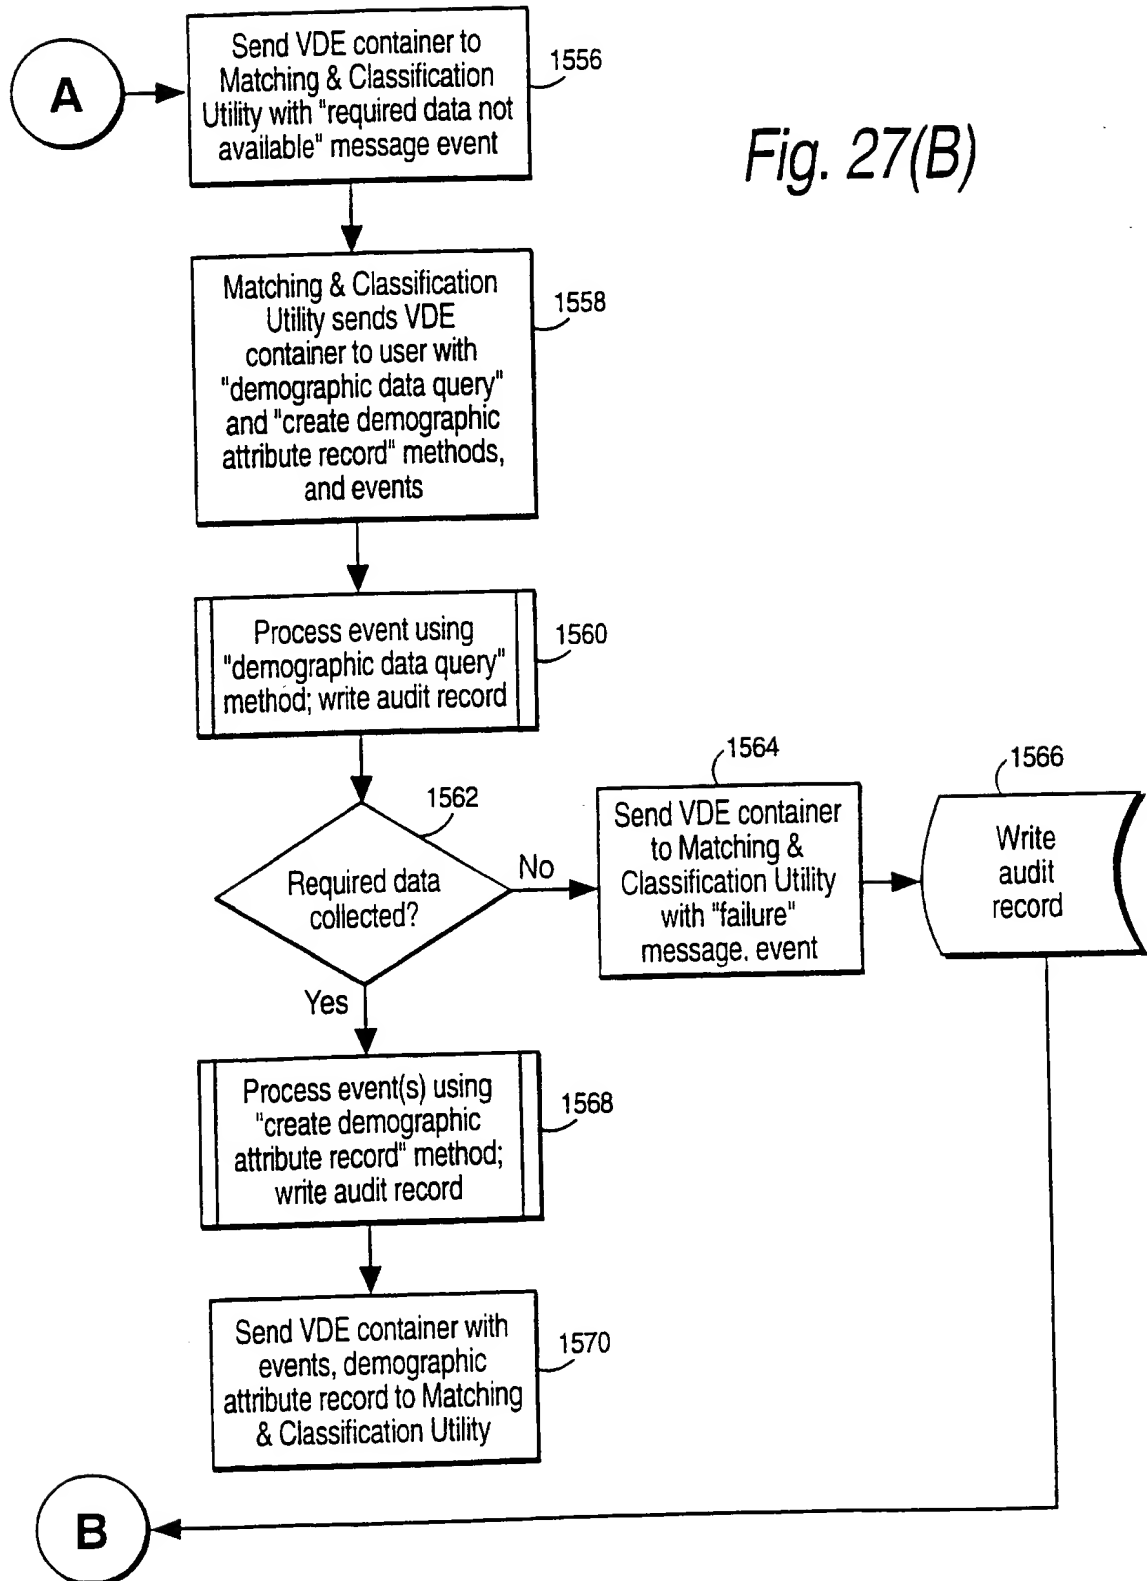 Send VDE container to
Matching & Classification
Utility with "required data not
available" message event
1556
A
Fig. 27(B)
Matching & Classification
Utility sends VDE
container to user with
"demographic data query"
and "create demographic
attribute record" methods,
and events
1558
Process event using
"demographic data query"
method; write audit record
1560
1562
Required data
collected?
No
Yes
1564
Send VDE container
to Matching &
Classification Utility
with "failure"
message. event
1566
Write
audit
record
Process event(s) using
"create demographic
attribute record" method;
write audit record
1568
Send VDE container with
events, demographic
attribute record to Matching
& Classification Utility
1570
B